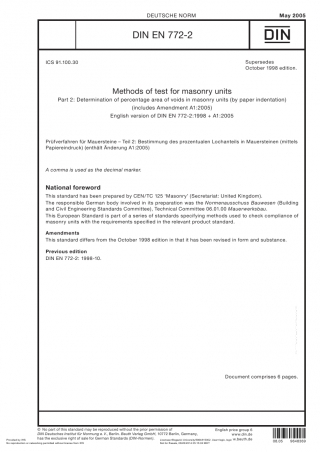 DEUTSCHE NORM
May 2005
DIN EN 772-2
DIN
ICS 91.100.30
Supersedes
October 1998 edition.
Methods of test for masonry units
Part 2: Determination of percentage area of voids in masonry units (by paper indentation)
(includes Amendment A1:2005)
English version of DIN EN 772-2:1998 + A1:2005
Prüfverfahren für Mauersteine – Teil 2: Bestimmung des prozentualen Lochanteils in Mauersteinen (mittels
Papiereindruck) (enthält Änderung A1:2005)
A comma is used as the decimal marker.
National foreword
This standard has been prepared by CEN/TC 125 'Masonry' (Secretariat: United Kingdom).
The responsible German body involved in its preparation was the Normenausschuss Bauwesen (Building
and Civil Engineering Standards Committee), Technical Committee 06.01.00 Mauerwerksbau.
This European Standard is part of a series of standards specifying methods used to check compliance of
masonry units with the requirements specified in the relevant product standard.
Amendments
This standard differs from the October 1998 edition in that it has been revised in form and substance.
Previous edition
DIN EN 772-2: 1998-10.
Document comprises 6 pages.
© No part of this standard may be reproduced without the prior permission of
DIN Deutsches Institut für Normung e. V., Berlin. Beuth Verlag GmbH, 10772 Berlin, Germany,
has the exclusive right of sale for German Standards (DIN-Normen).
English price group 6
www.din.de
www.beuth.de